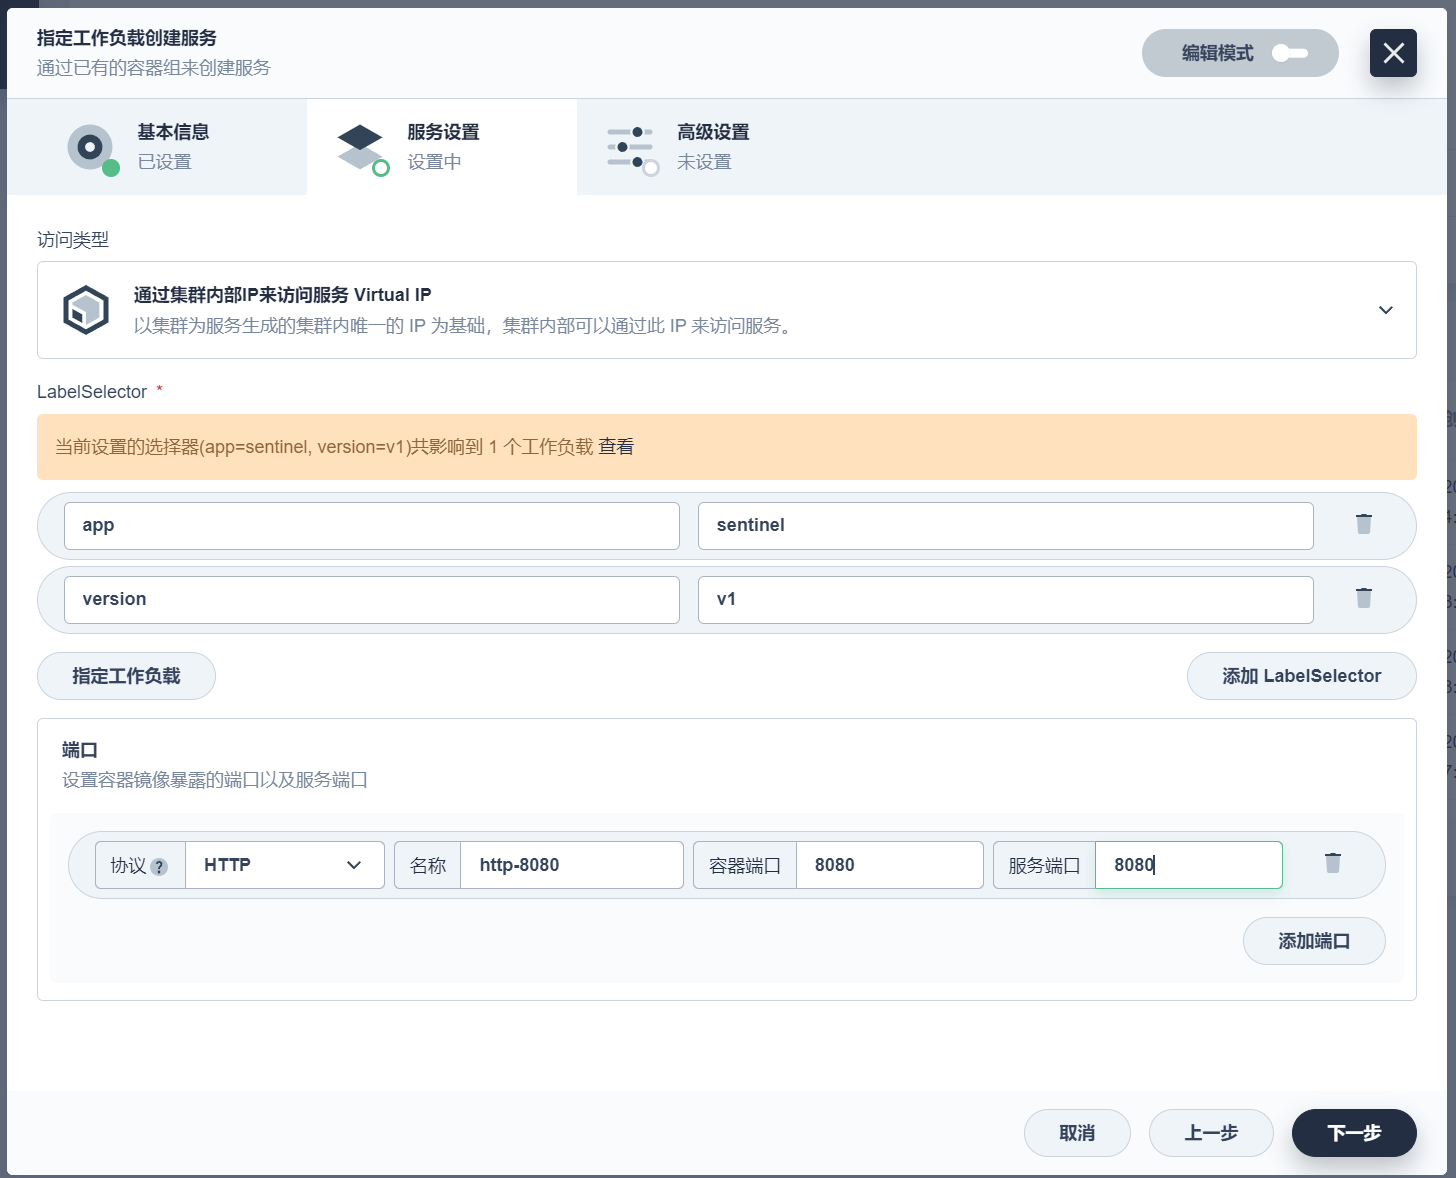 指定工作负载创建服务
通过已有的容器组来创建服务
编辑模式
基本信息
已设置
服务设置
设置中
高级设置
未设置
访问类型
通过集群内部IP来访问服务 Virtual IP
以集群为服务生成的集群内唯一的 IP 为基础，集群内部可以通过此 IP 来访问服务。
LabelSelector *
当前设置的选择器(app=sentinel, version=v1)共影响到 1 个工作负载 查看
app sentinel
version v1
指定工作负载 添加 LabelSelector
端口
设置容器镜像暴露的端口以及服务端口
协议 ? HTTP 名称 http-8080 容器端口 8080 服务端口 8080
添加端口
取消 上一步 下一步